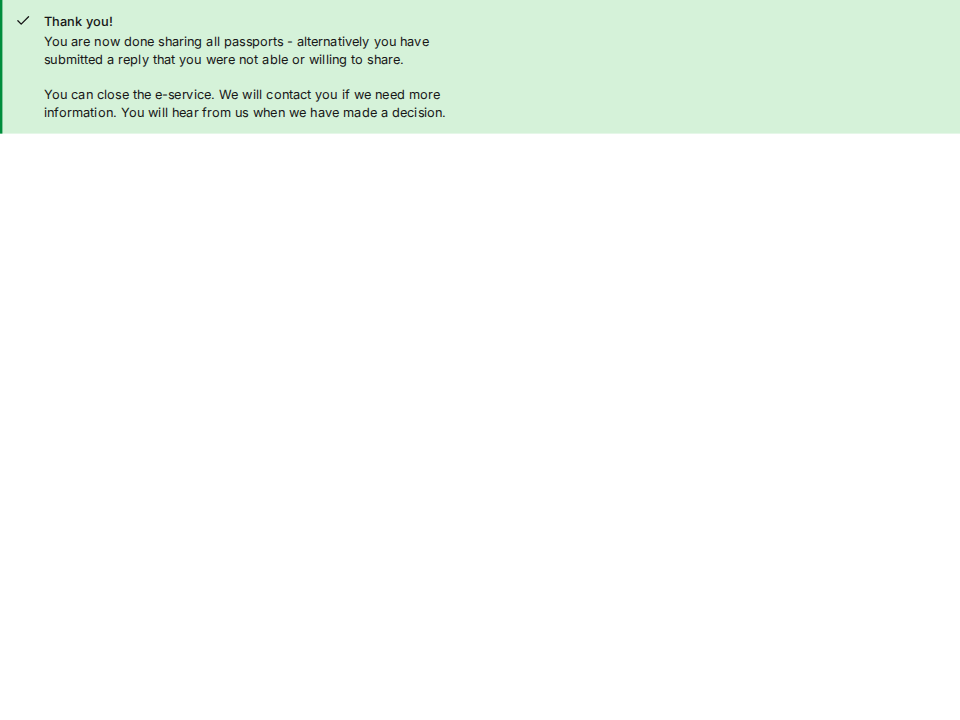 Thank you!
You are now done sharing all passports - alternatively you have
submitted a reply that you were not able or willing to share.
You can close the e-service. We will contact you if we need more
information. You will hear from us when we have made a decision.